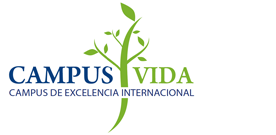 CAMPUS VIDA
CAMPUS DE EXCELENCIA INTERNACIONAL